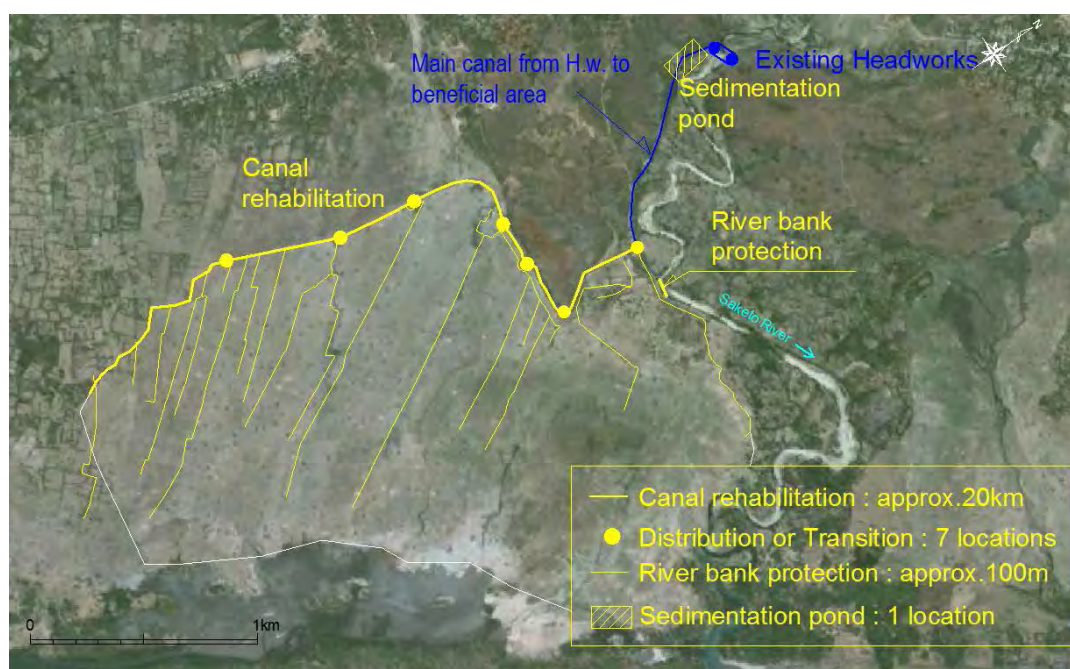 N
Main canal from H.w. to
beneficial area
Existing Headworks
Sedimentation
pond
Canal
rehabilitation
River bank
protection
Saketo River
Canal rehabilitation : approx.20km
Distribution or Transition : 7 locations
River bank protection : approx.100m
Sedimentation pond : 1 location
0
1km